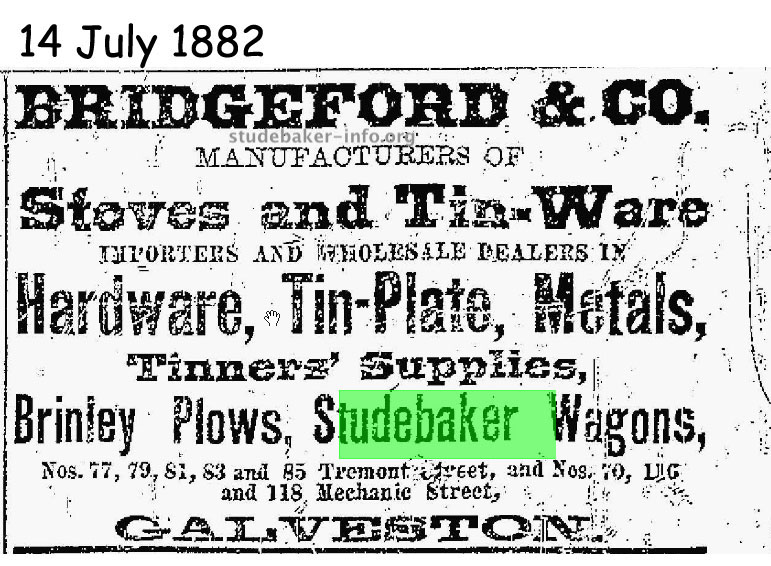 14 July 1882
BRIDGEFORD & CO.
studebaker-info.org
MANUFACTURERS OF
Stoves and Tin-Ware
IMPORTERS AND WHOLESALE DEALERS IN
Hardware, Tin-Plate, Metals,
Tinners' Supplies,
Brinley Plows, Studebaker Wagons,
Nos. 77, 79, 81, 83 and 85 Tremont Street, and Nos. 70,
and 118 Mechanic Street,
GALVESTON.